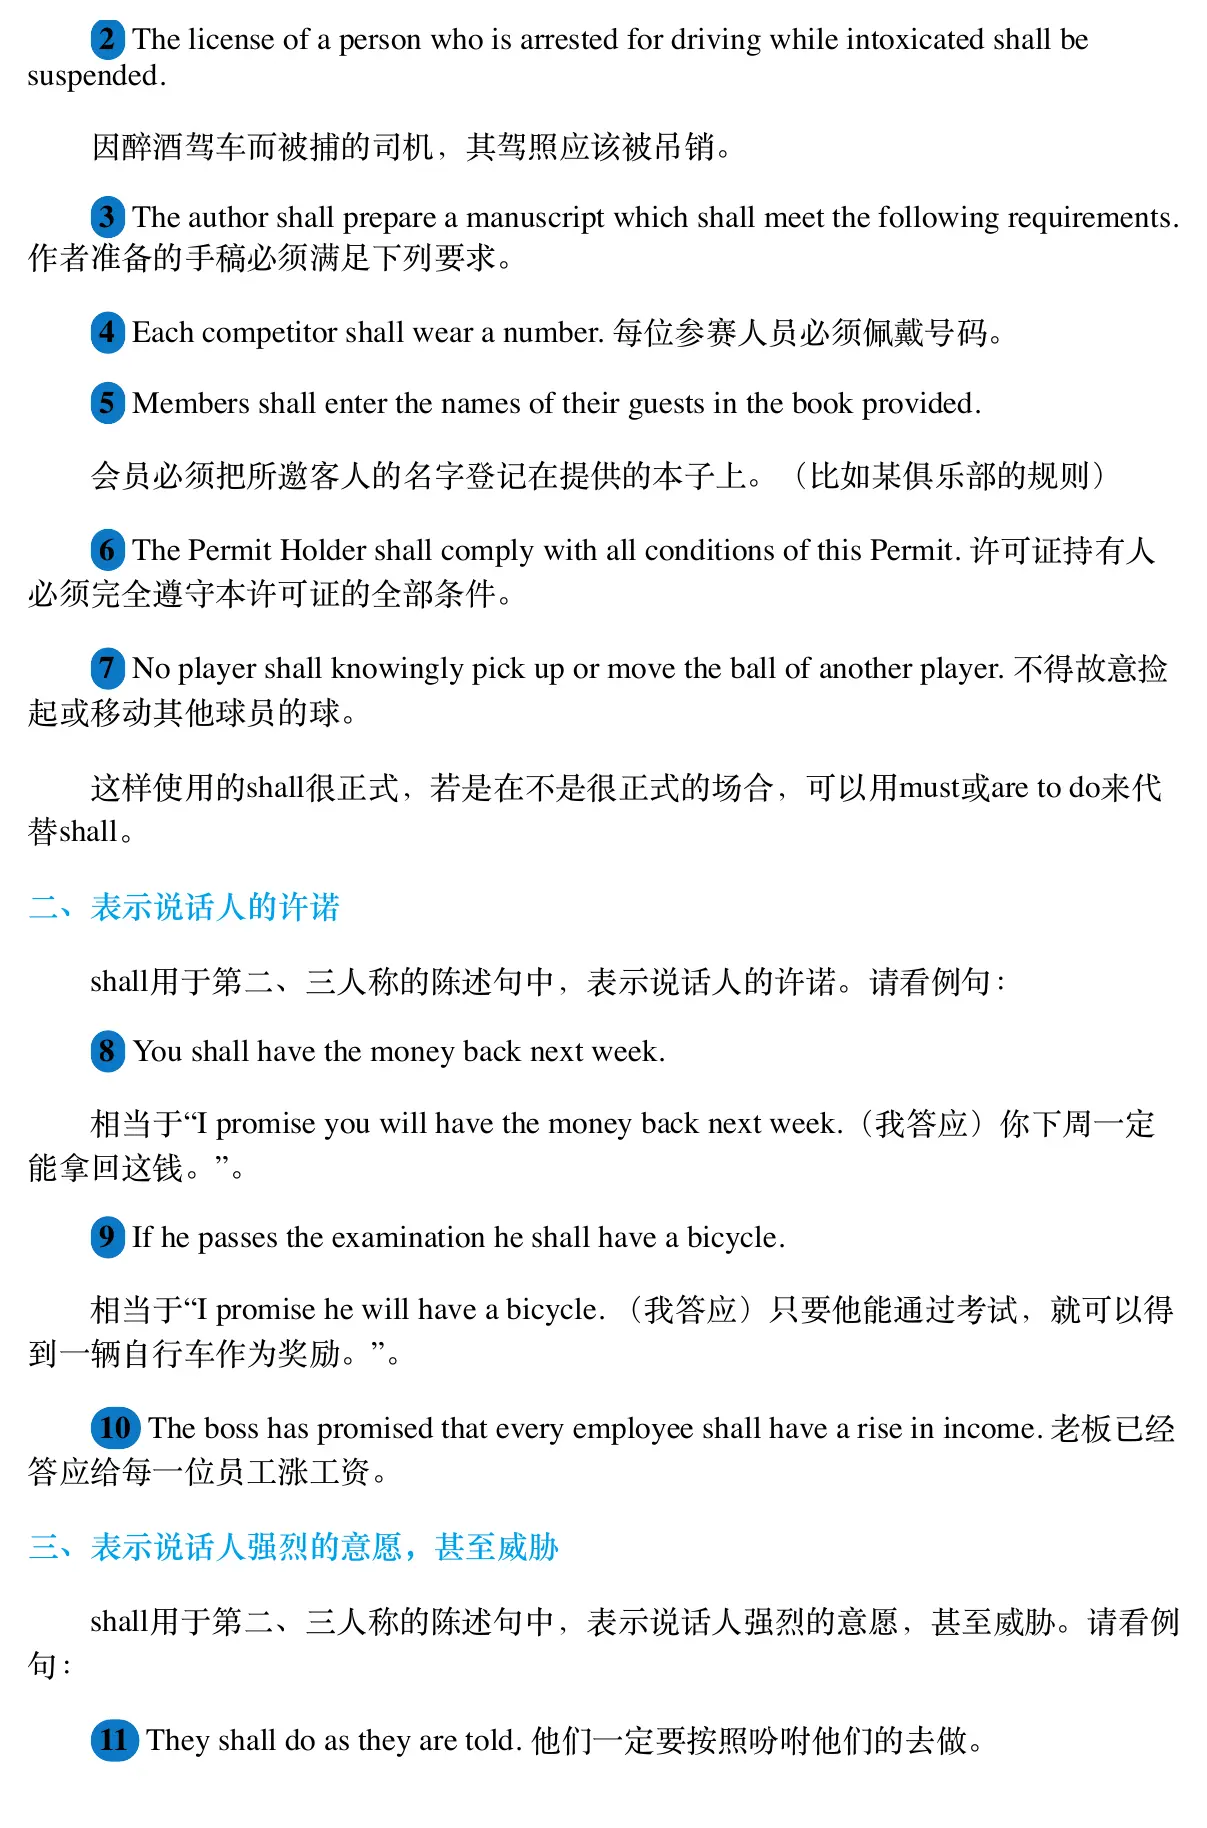 2 The license of a person who is arrested for driving while intoxicated shall be
suspended.
因醉酒驾车而被捕的司机，其驾照应该被吊销。
3 The author shall prepare a manuscript which shall meet the following requirements.
作者准备的手稿必须满足下列要求。
4 Each competitor shall wear a number. 每位参赛人员必须佩戴号码。
5 Members shall enter the names of their guests in the book provided.
会员必须把所邀客人的名字登记在提供的本子上。（比如某俱乐部的规则）
6 The Permit Holder shall comply with all conditions of this Permit. 许可证持有人
必须完全遵守本许可证的全部条件。
7 No player shall knowingly pick up or move the ball of another player. 不得故意捡
起或移动其他球员的球。
这样使用的shall很正式，若是在不是很正式的场合，可以用must或are to do来代
替shall。
二、表示说话人的许诺
shall用于第二、三人称的陈述句中，表示说话人的许诺。请看例句：
8 You shall have the money back next week.
相当于“I promise you will have the money back next week.（我答应）你下周一定
能拿回这钱。”。
9 If he passes the examination he shall have a bicycle.
相当于“I promise he will have a bicycle. （我答应）只要他能通过考试，就可以得
到一辆自行车作为奖励。”。
10 The boss has promised that every employee shall have a rise in income. 老板已经
答应给每一位员工涨工资。
三、表示说话人强烈的意愿，甚至威胁
shall用于第二、三人称的陈述句中，表示说话人强烈的意愿，甚至威胁。请看例
句：
11 They shall do as they are told. 他们一定要按照吩咐他们的去做。